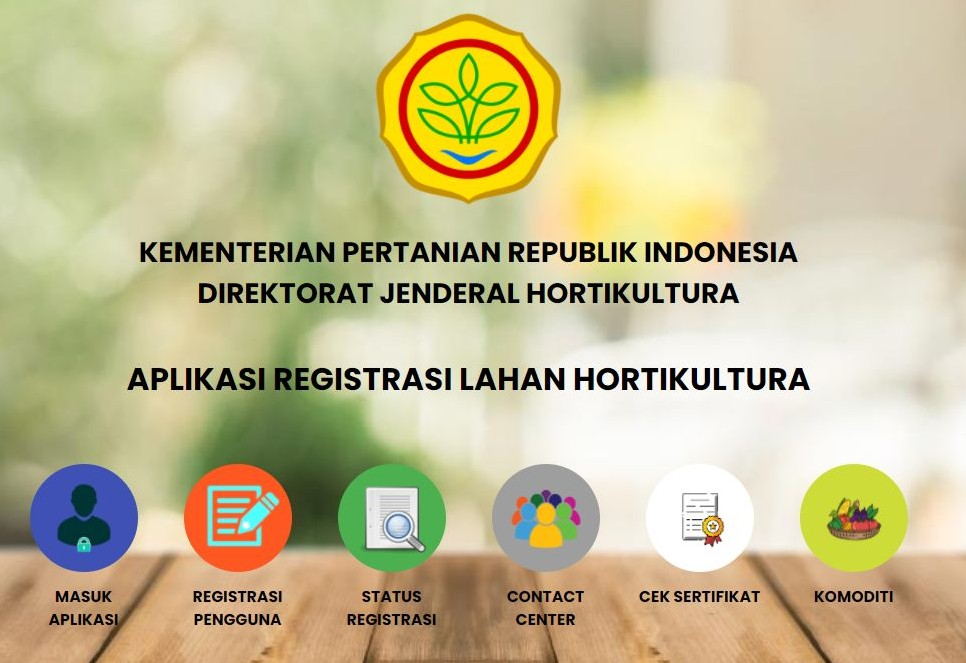 KEMENTERIAN PERTANIAN REPUBLIK INDONESIA
DIREKTORAT JENDERAL HORTIKULTURA
APLIKASI REGISTRASI LAHAN HORTIKULTURA
MASUK
APLIKASI
REGISTRASI
PENGGUNA
STATUS
REGISTRASI
CONTACT
CENTER
CEK SERTIFIKAT
KOMODITI